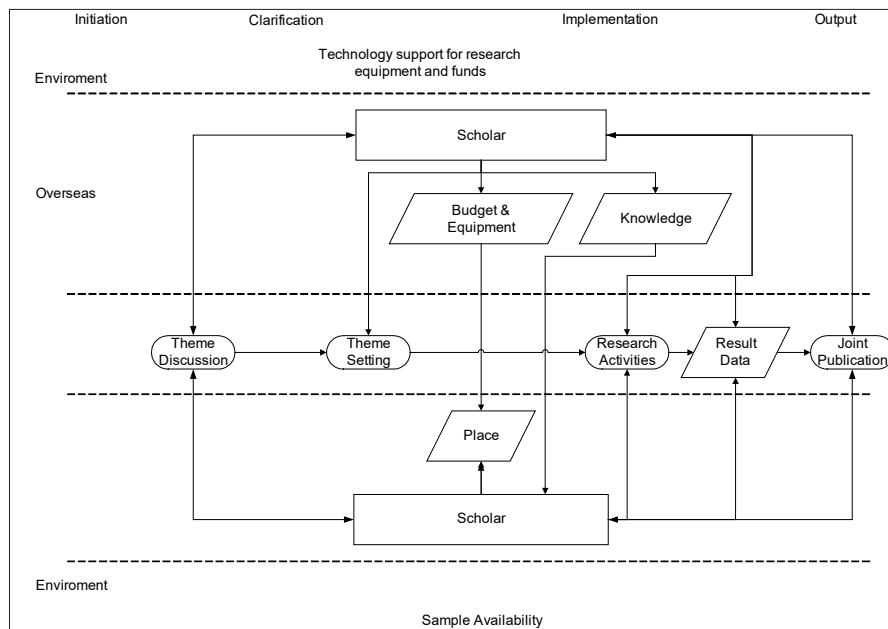 Initiation
Clarification
Implementation
Output
Technology support for research
equipment and funds
Enviroment
Scholar
Overseas
Budget &
Equipment
Knowledge
Theme
Discussion
Theme
Setting
Research
Activities
Result
Data
Joint
Publication
Place
Scholar
Enviroment
Sample Availability